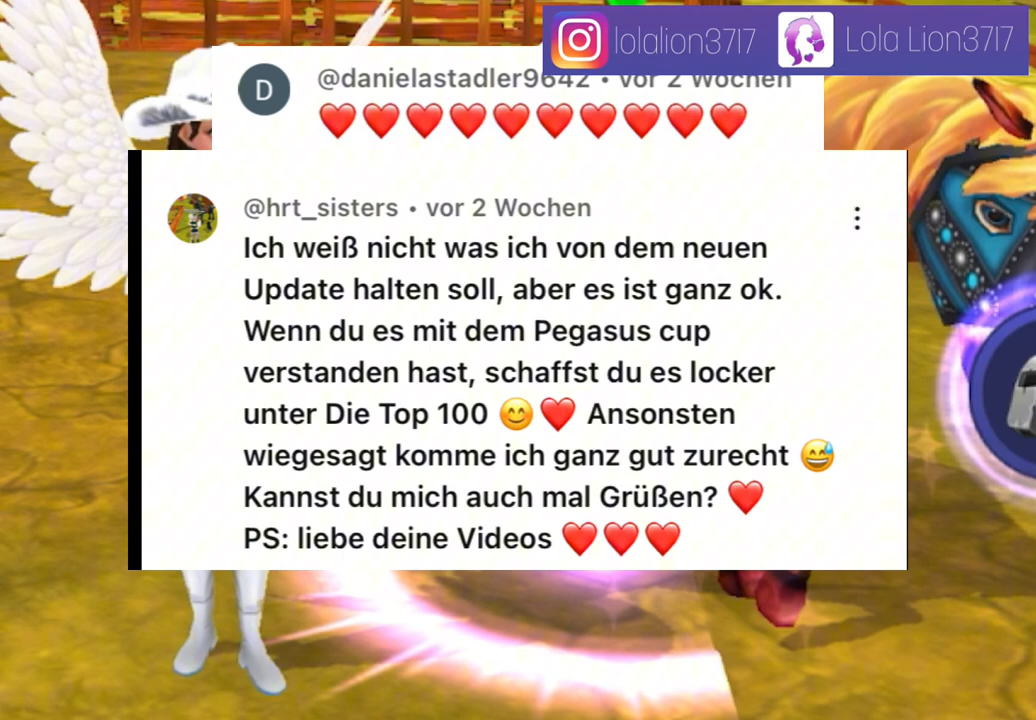 lolalion3717 Lola Lion3717
D @danielastadler9642 • vor 2 Wochen
❤️❤️❤️❤️❤️❤️❤️❤️❤️❤️
@hrt_sisters • vor 2 Wochen
Ich weiß nicht was ich von dem neuen
Update halten soll, aber es ist ganz ok.
Wenn du es mit dem Pegasus cup
verstanden hast, schaffst du es locker
unter Die Top 100 😊❤️ Ansonsten
wiegesagt komme ich ganz gut zurecht 😅
Kannst du mich auch mal Grüßen? ❤️
PS: liebe deine Videos ❤️❤️❤️